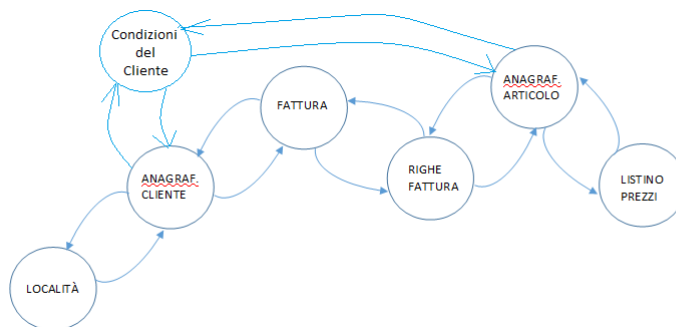 Condizioni
del
Cliente
ANAGRAF.
ARTICOLO
FATTURA
RIGHE
FATTURA
LISTINO
PREZZI
ANAGRAF.
CLIENTE
LOCALITÀ